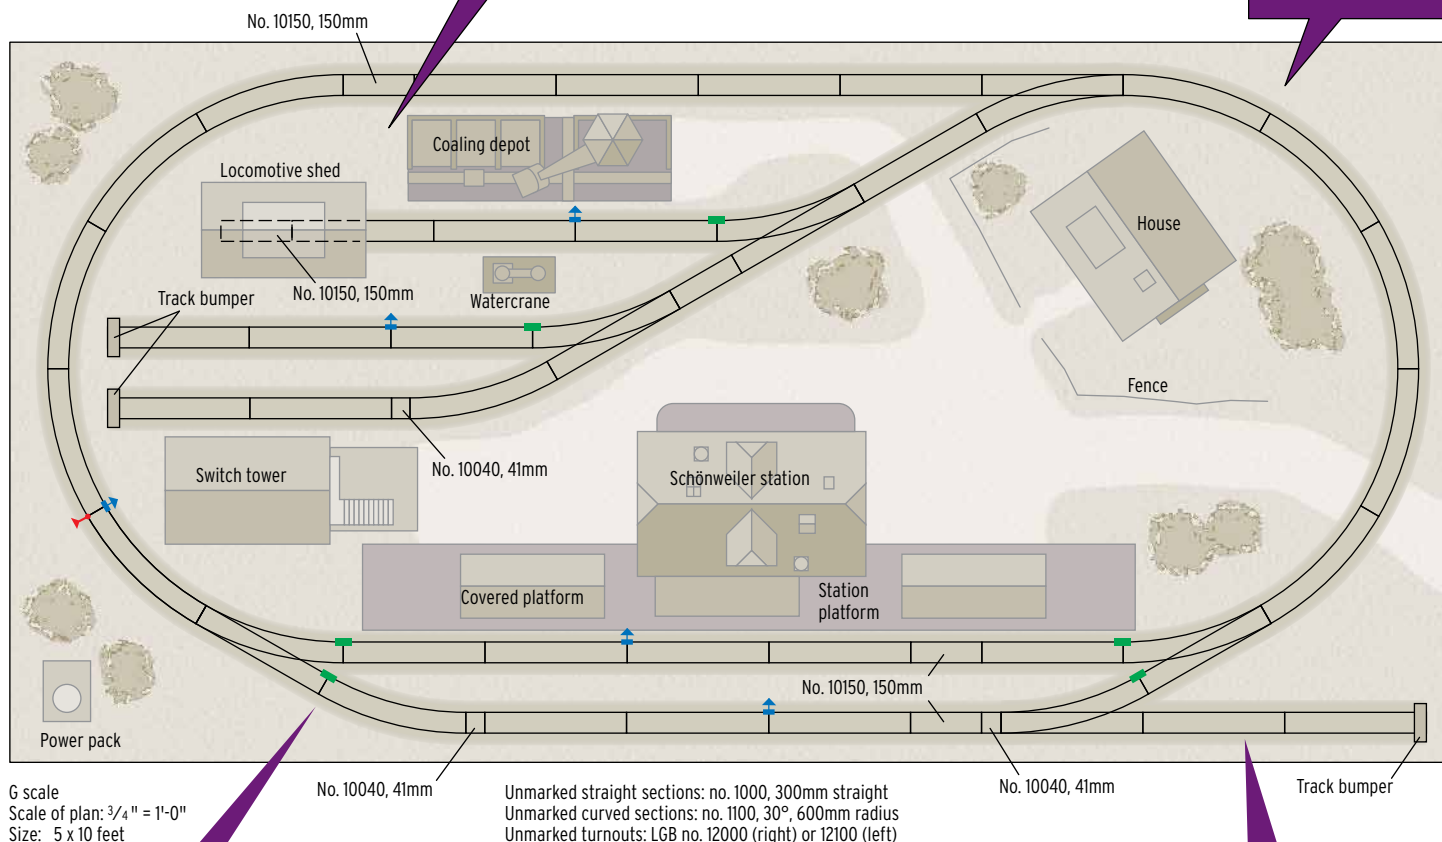 No. 10150, 150mm
Coaling depot
Locomotive shed
House
No. 10150, 150mm
Track bumper
Watercrane
Fence
No. 10040, 41mm
Switch tower
Schönweiler station
Covered platform
Station
platform
No. 10150, 150mm
Power pack
No. 10040, 41mm
No. 10040, 41mm
Track bumper
G scale
Scale of plan: 3/4" = 1'-0"
Size: 5 x 10 feet
Unmarked straight sections: no. 1000, 300mm straight
Unmarked curved sections: no. 1100, 30°, 600mm radius
Unmarked turnouts: LGB no. 12000 (right) or 12100 (left)